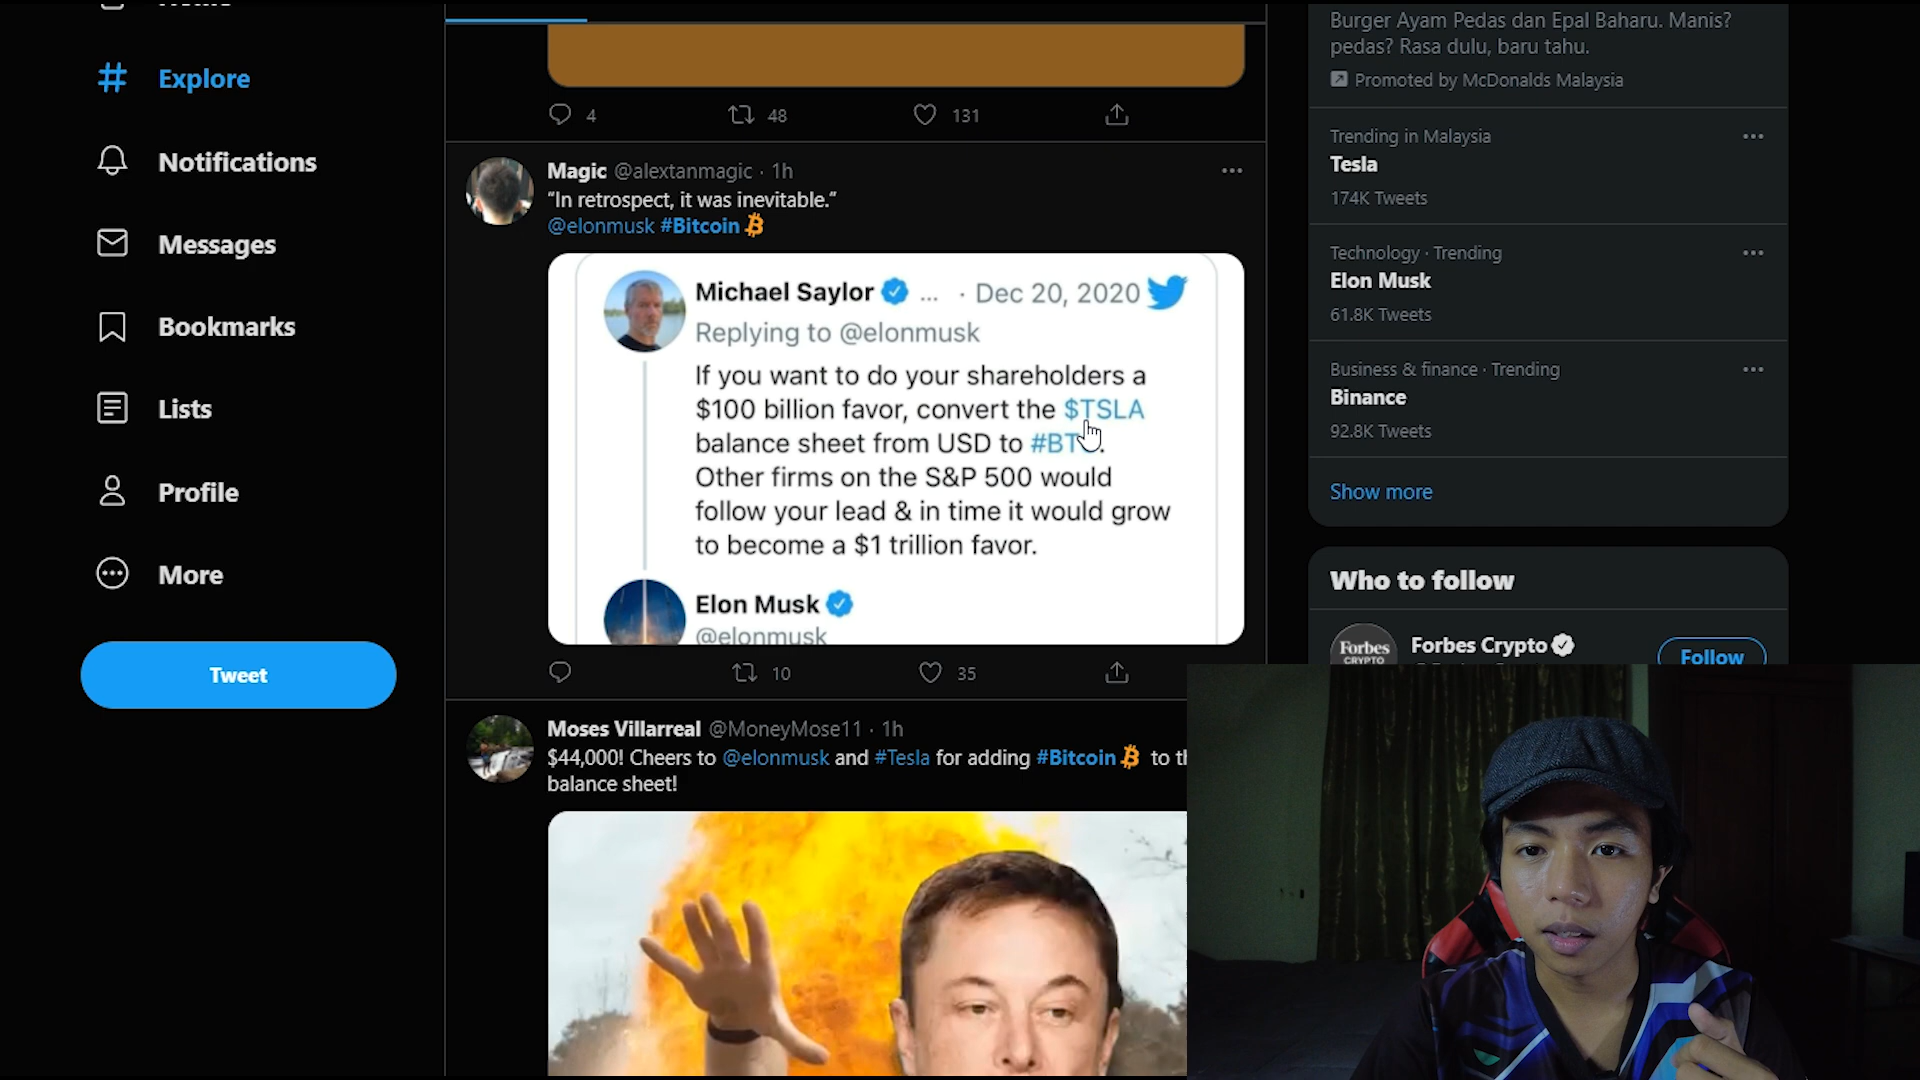 Explore
Notifications
Messages
Bookmarks
Lists
Profile
More
Tweet
4
48
131
Magic @alextanmagic · 1h
“In retrospect, it was inevitable.”
@elonmusk #Bitcoin
Michael Saylor ... · Dec 20, 2020
Replying to @elonmusk
If you want to do your shareholders a
$100 billion favor, convert the $TSLA
balance sheet from USD to
Other firms on the S&P 500 would
follow your lead & in time it would grow
to become a $1 trillion favor.
Elon Musk
@elonmusk
10
35
Moses Villarreal @MoneyMose11 · 1h
$44,000! Cheers to @elonmusk and #Tesla for adding #Bitcoin to
balance sheet!
Burger Ayam Pedas dan Epal Baharu. Manis?
pedas? Rasa dulu, baru tahu.
Promoted by McDonalds Malaysia
Trending in Malaysia
Tesla
174K Tweets
Technology · Trending
Elon Musk
61.8K Tweets
Business & finance · Trending
Binance
92.8K Tweets
Show more
Who to follow
Forbes
CRYPTO
Forbes Crypto
Follow